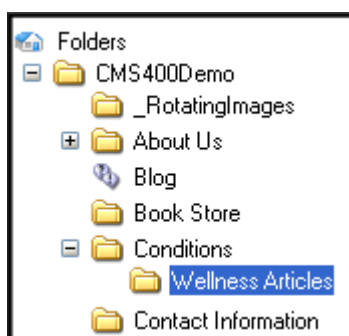 Folders
CMS400Demo
_RotatingImages
About Us
Blog
Book Store
Conditions
Wellness Articles
Contact Information